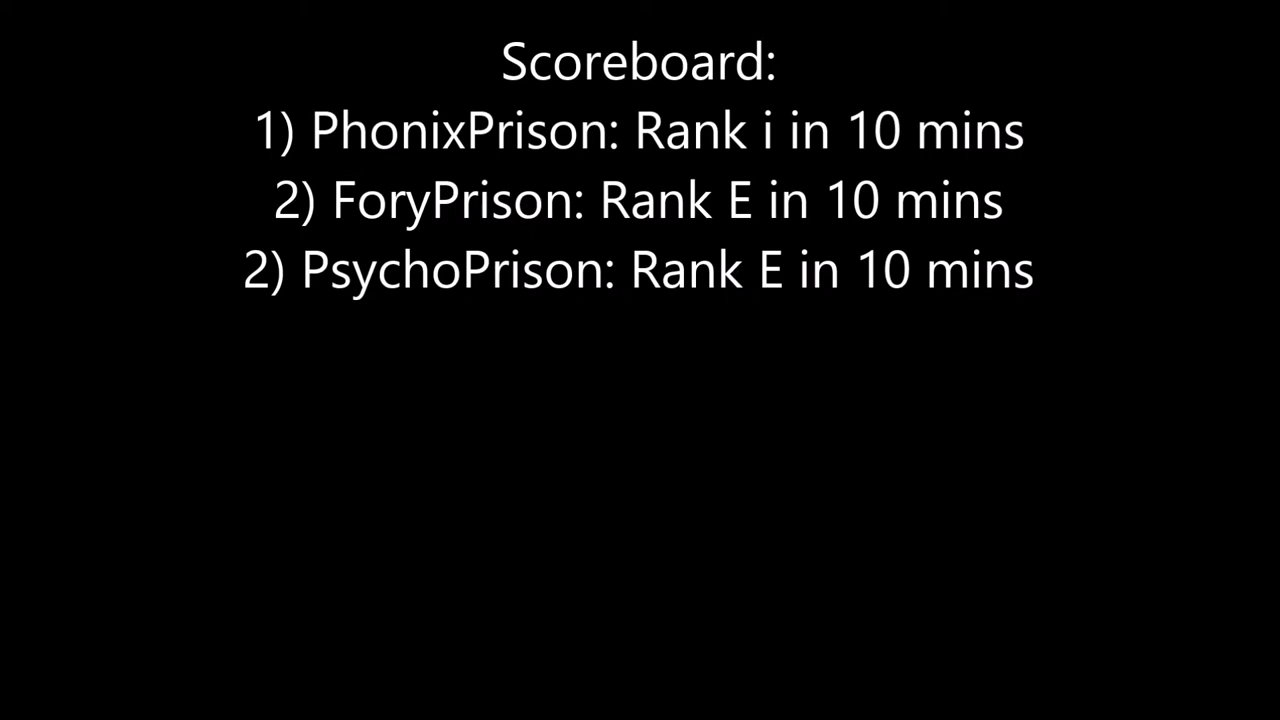 Scoreboard:
1) PhonixPrison: Rank i in 10 mins
2) ForyPrison: Rank E in 10 mins
2) PsychoPrison: Rank E in 10 mins